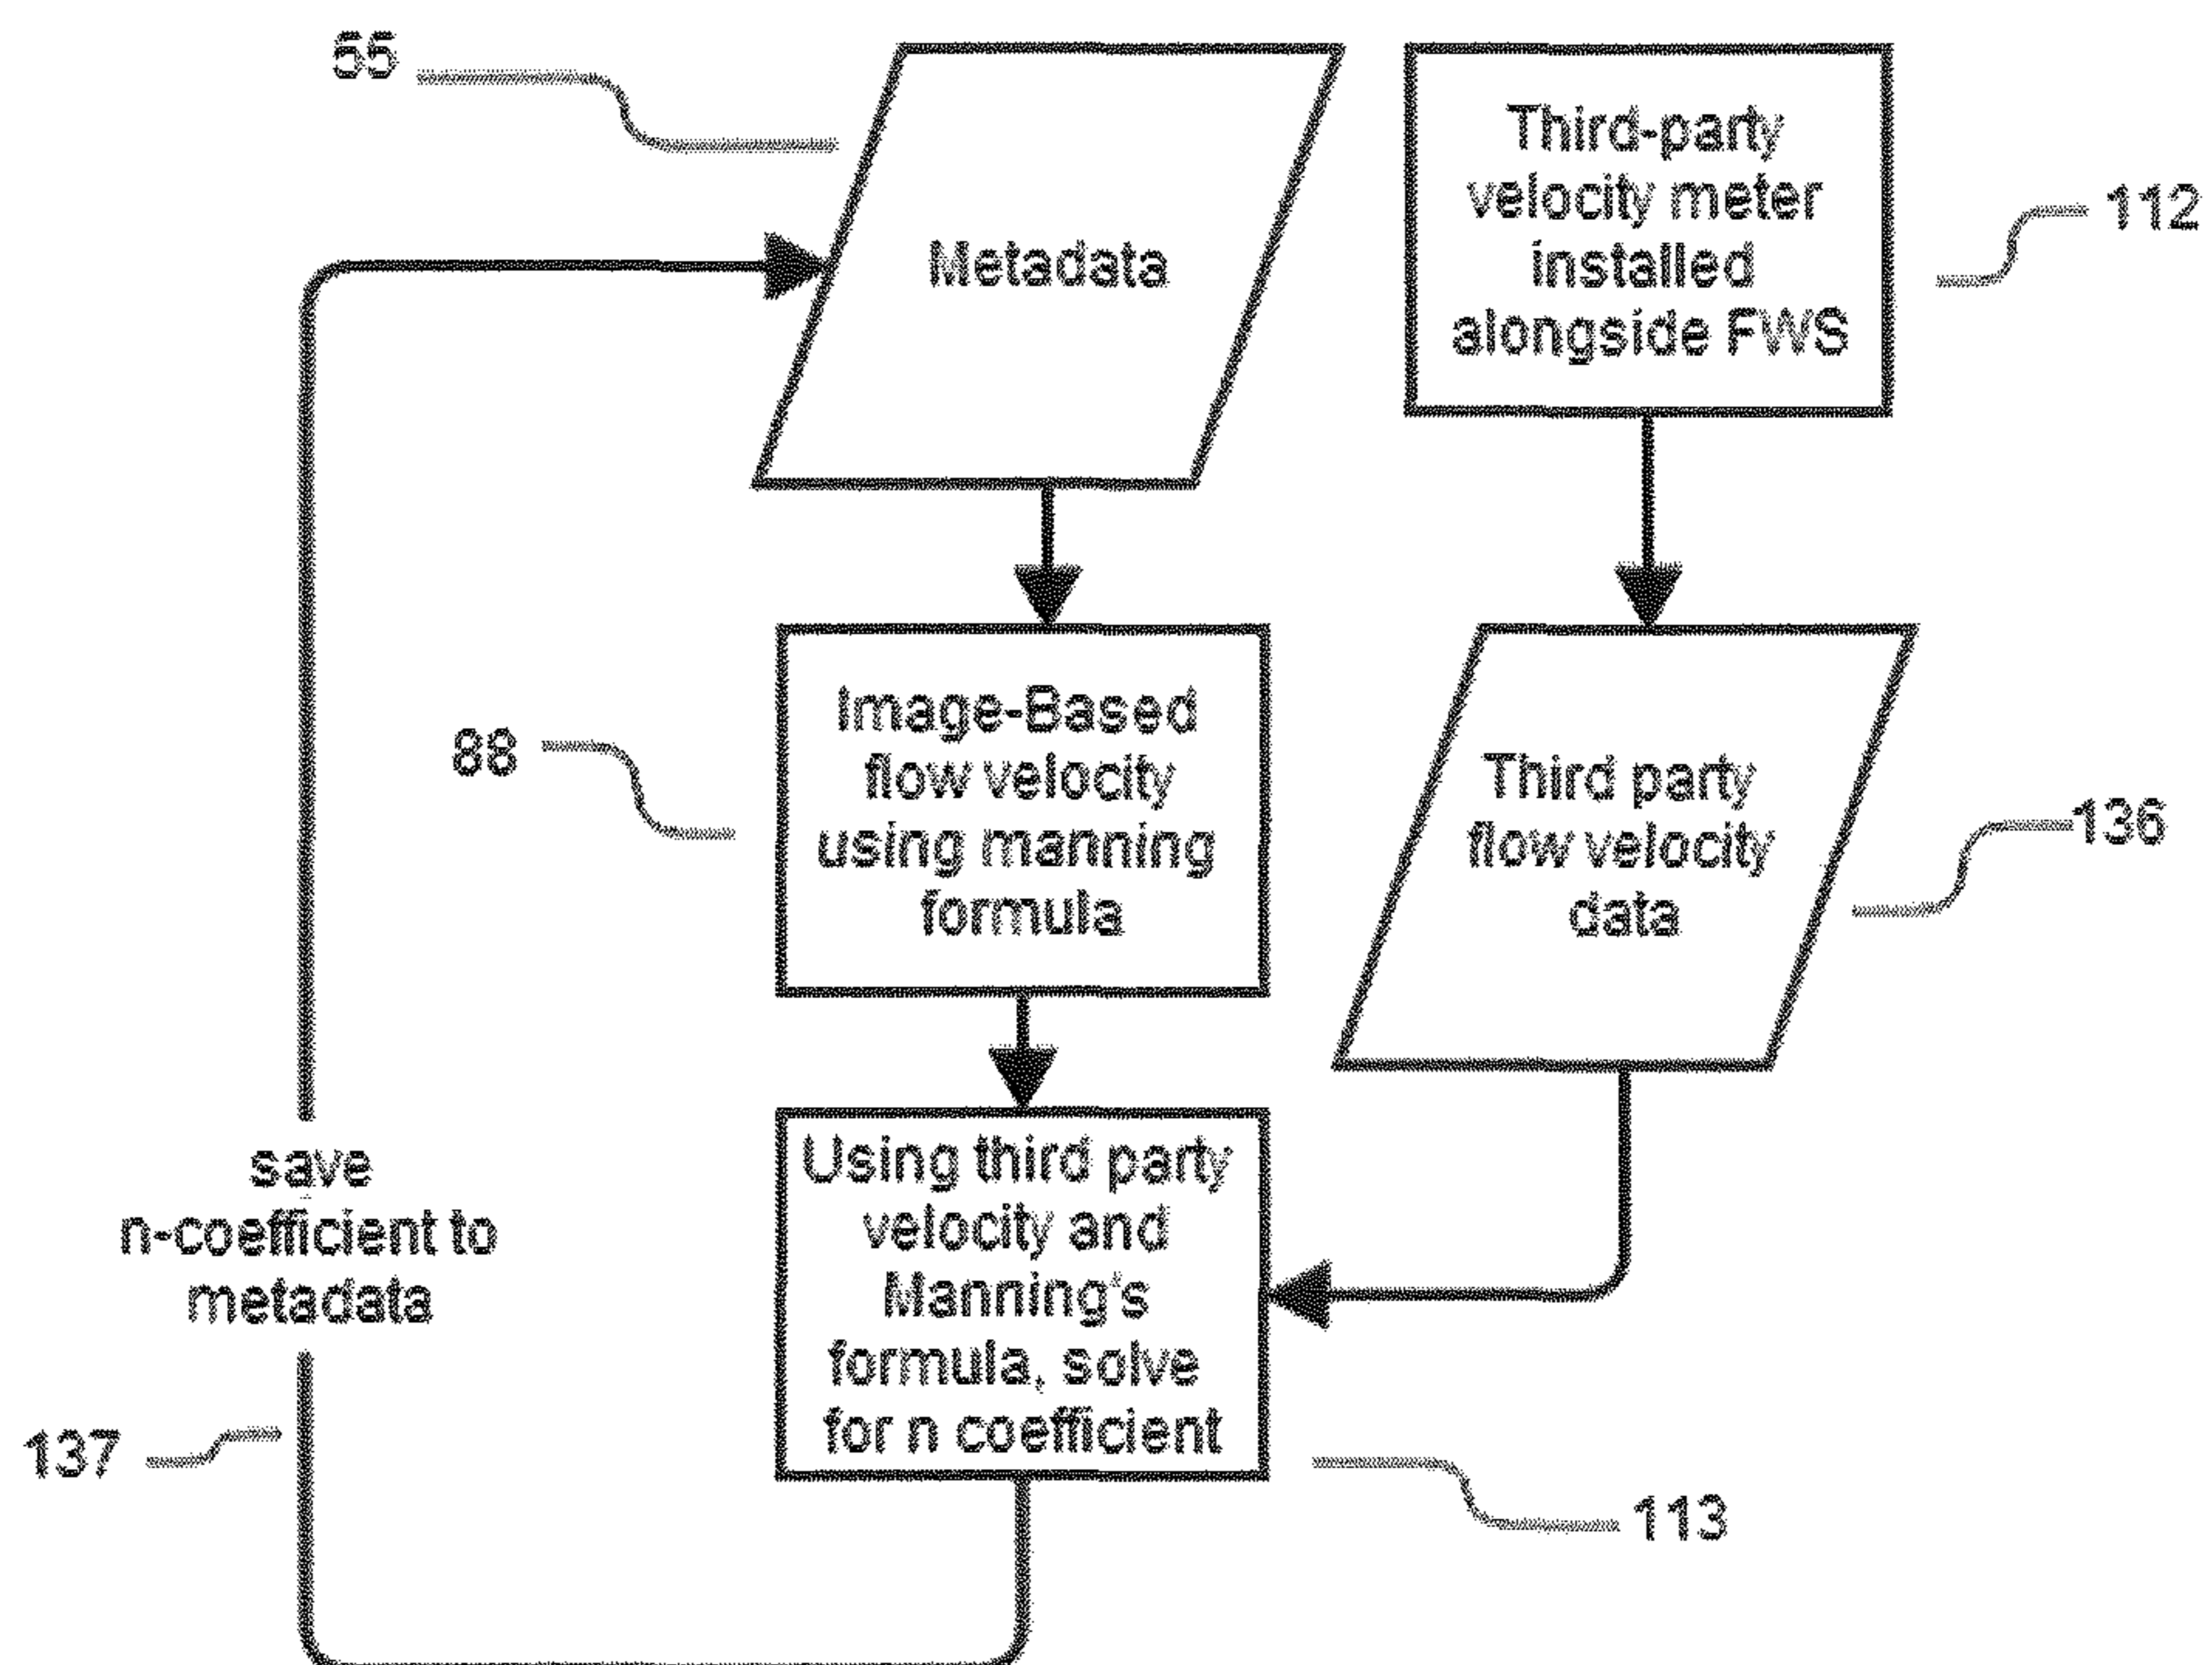 55
Metadata
Third-party
velocity meter
installed
alongside FWS
112
88
Image-Based
flow velocity
using manning
formula
Third party
flow velocity
data
136
save
n-coefficient to
metadata
137
Using third party
velocity and
Manning's
formula, solve
for n coefficient
113